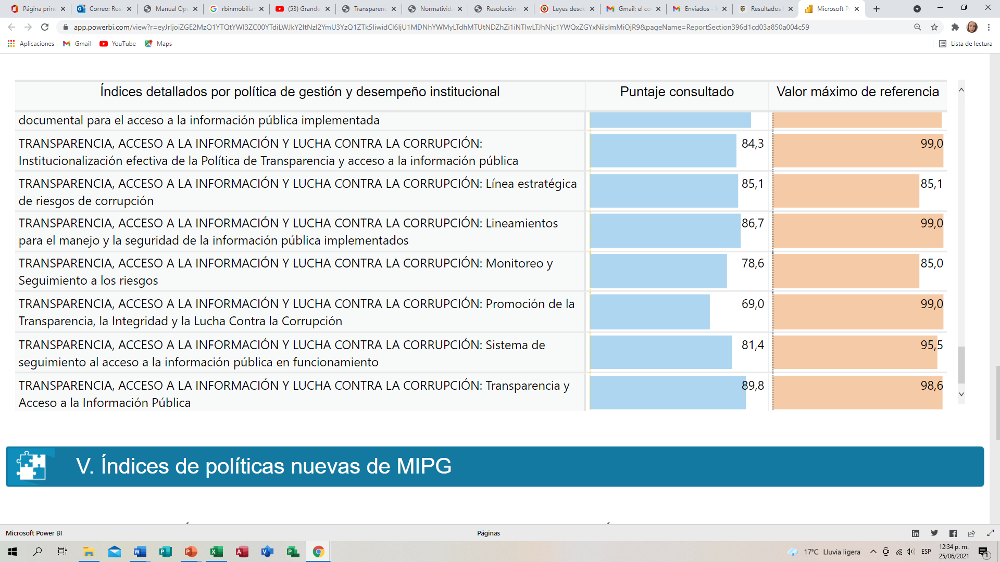 Página princ
Correo: Ros
Manual Ope
rbinmobilia
(53) Grande
Transparenc
Normativid
Resolución-
Leyes desde
Gmail: el co
Enviados -
Resultados
Microsoft P
app.powerbi.com/view?r=
Aplicaciones
Gmail
YouTube
Maps
Lista de lectura
Índices detallados por política de gestión y desempeño institucional
Puntaje consultado
Valor máximo de referencia
documental para el acceso a la información pública implementada
TRANSPARENCIA, ACCESO A LA INFORMACIÓN Y LUCHA CONTRA LA CORRUPCIÓN:
Institucionalización efectiva de la Política de Transparencia y acceso a la información pública
84,3
99,0
TRANSPARENCIA, ACCESO A LA INFORMACIÓN Y LUCHA CONTRA LA CORRUPCIÓN: Línea estratégica
de riesgos de corrupción
85,1
85,1
TRANSPARENCIA, ACCESO A LA INFORMACIÓN Y LUCHA CONTRA LA CORRUPCIÓN: Lineamientos
para el manejo y la seguridad de la información pública implementados
86,7
99,0
TRANSPARENCIA, ACCESO A LA INFORMACIÓN Y LUCHA CONTRA LA CORRUPCIÓN: Monitoreo y
Seguimiento a los riesgos
78,6
85,0
TRANSPARENCIA, ACCESO A LA INFORMACIÓN Y LUCHA CONTRA LA CORRUPCIÓN: Promoción de la
Transparencia, la Integridad y la Lucha Contra la Corrupción
69,0
99,0
TRANSPARENCIA, ACCESO A LA INFORMACIÓN Y LUCHA CONTRA LA CORRUPCIÓN: Sistema de
seguimiento al acceso a la información pública en funcionamiento
81,4
95,5
TRANSPARENCIA, ACCESO A LA INFORMACIÓN Y LUCHA CONTRA LA CORRUPCIÓN: Transparencia y
Acceso a la Información Pública
89,8
98,6
V. Índices de políticas nuevas de MIPG
Microsoft Power BI
Páginas
17°C Lluvia ligera
ESP
12:34 p. m.
25/06/2021
1